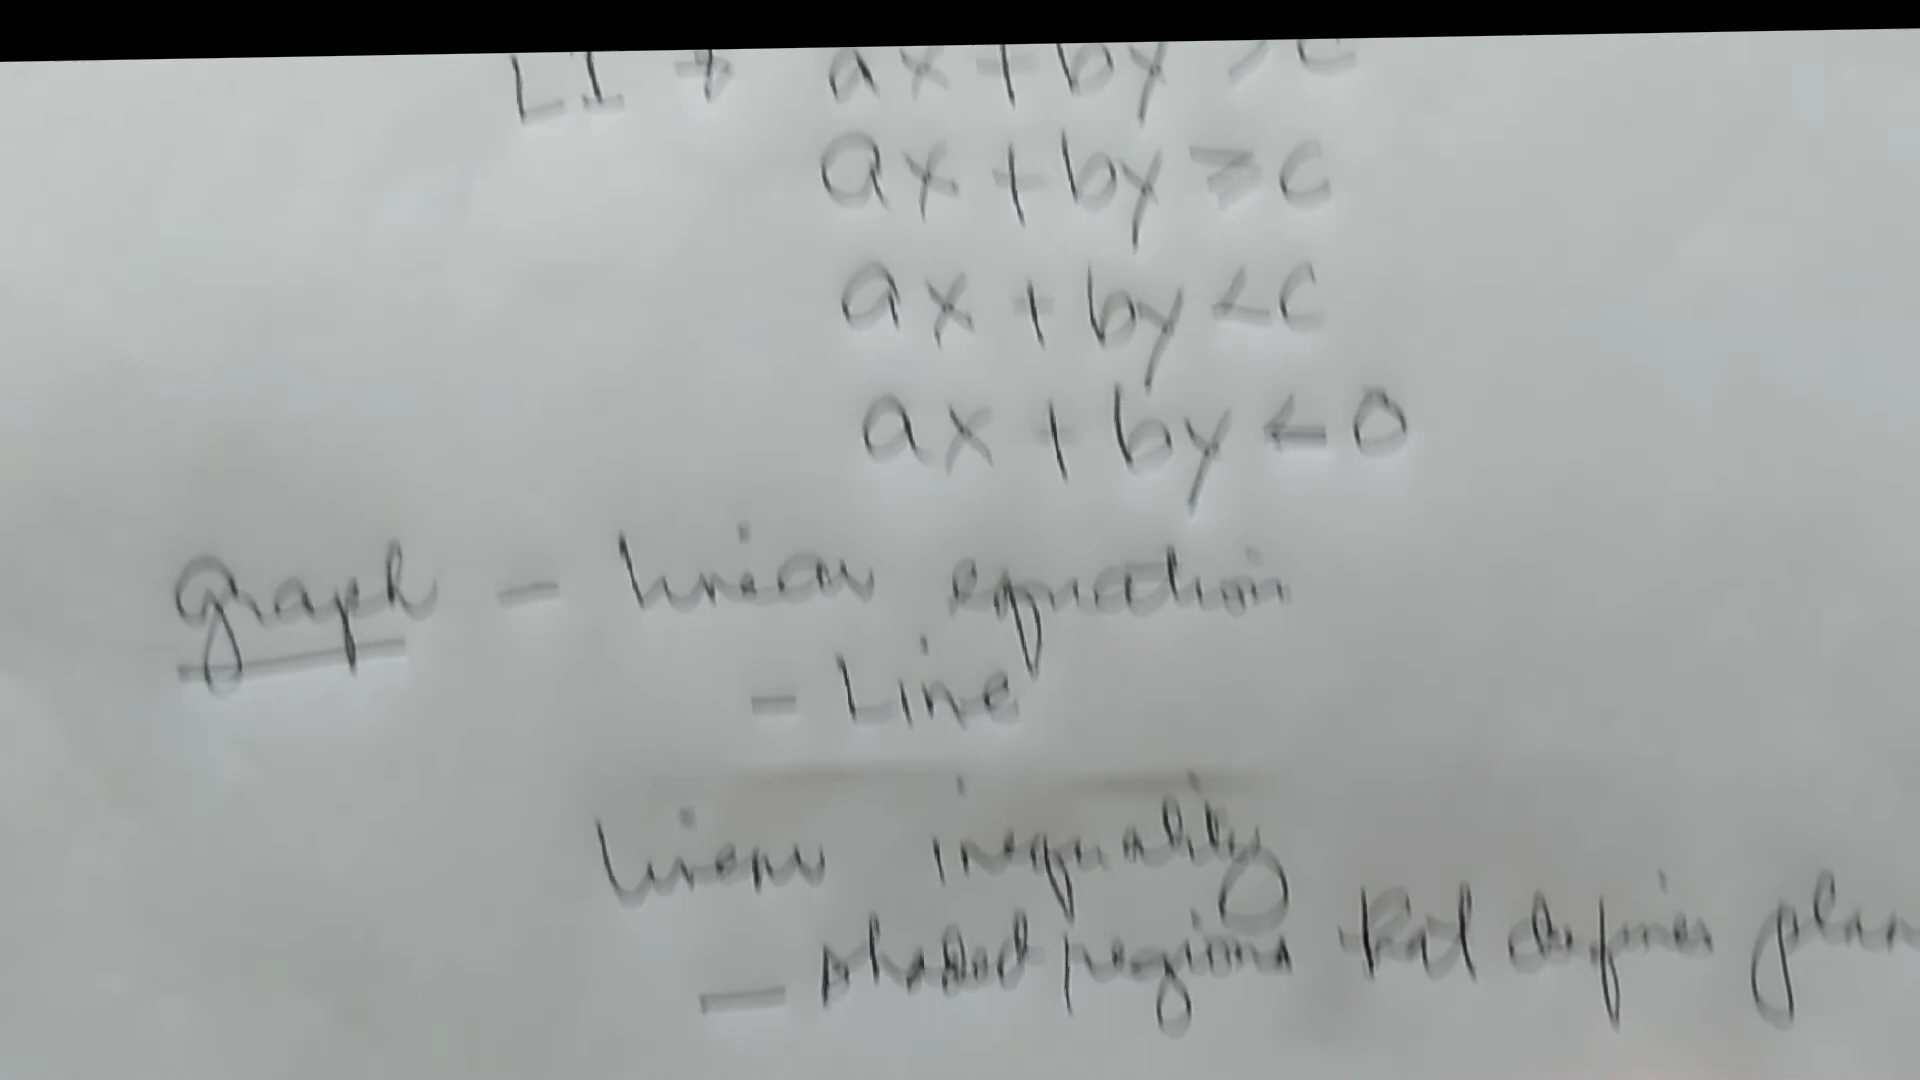 LI → ax + by > c
ax + by ≥ c
ax + by < c
ax + by ≤ 0
Graph – linear equation
– Line
linear inequality
– shaded regions that defines plan